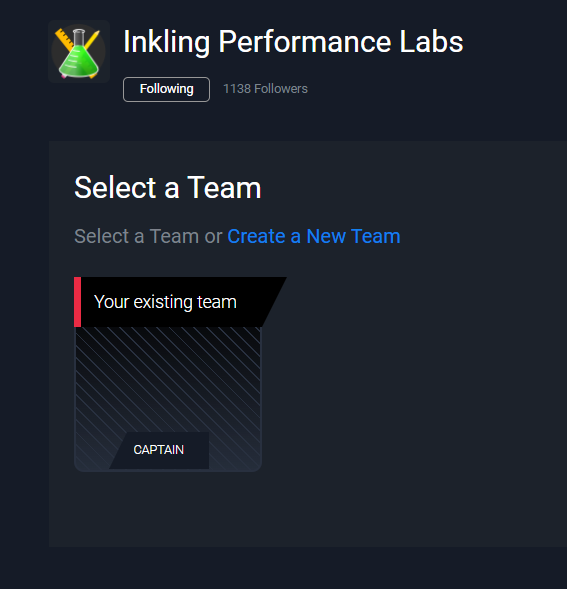 Inkling Performance Labs
Following 1138 Followers
Select a Team
Select a Team or Create a New Team
Your existing team
CAPTAIN